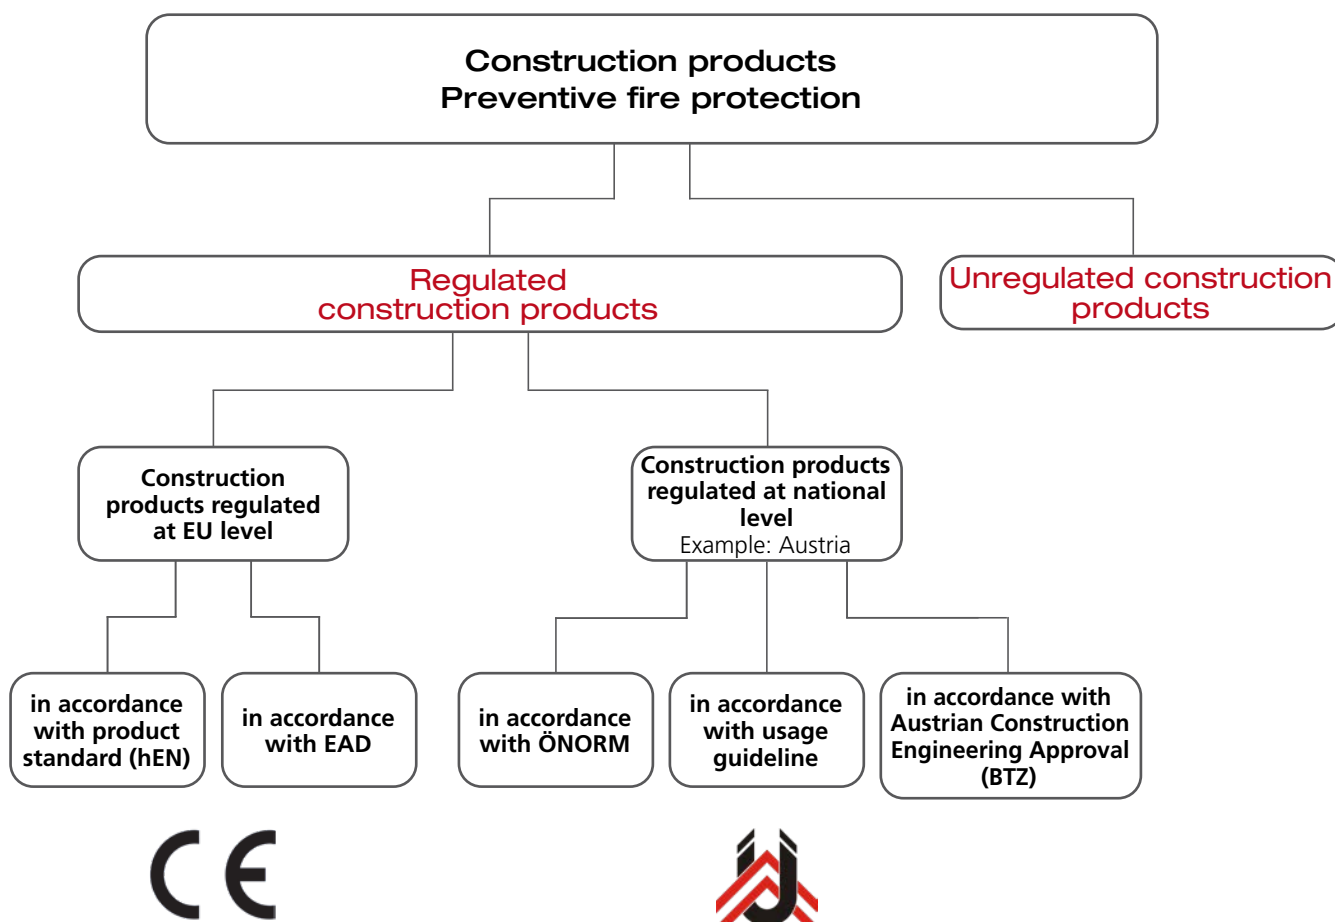 Construction products
Preventive fire protection
Regulated
construction products
Unregulated construction
products
Construction
products regulated
at EU level
Construction products
regulated at national
level
Example: Austria
in accordance
with product
standard (hEN)
in accordance
with EAD
in accordance
with ÖNORM
in accordance
with usage
guideline
in accordance with
Austrian Construction
Engineering Approval
(BTZ)
CE